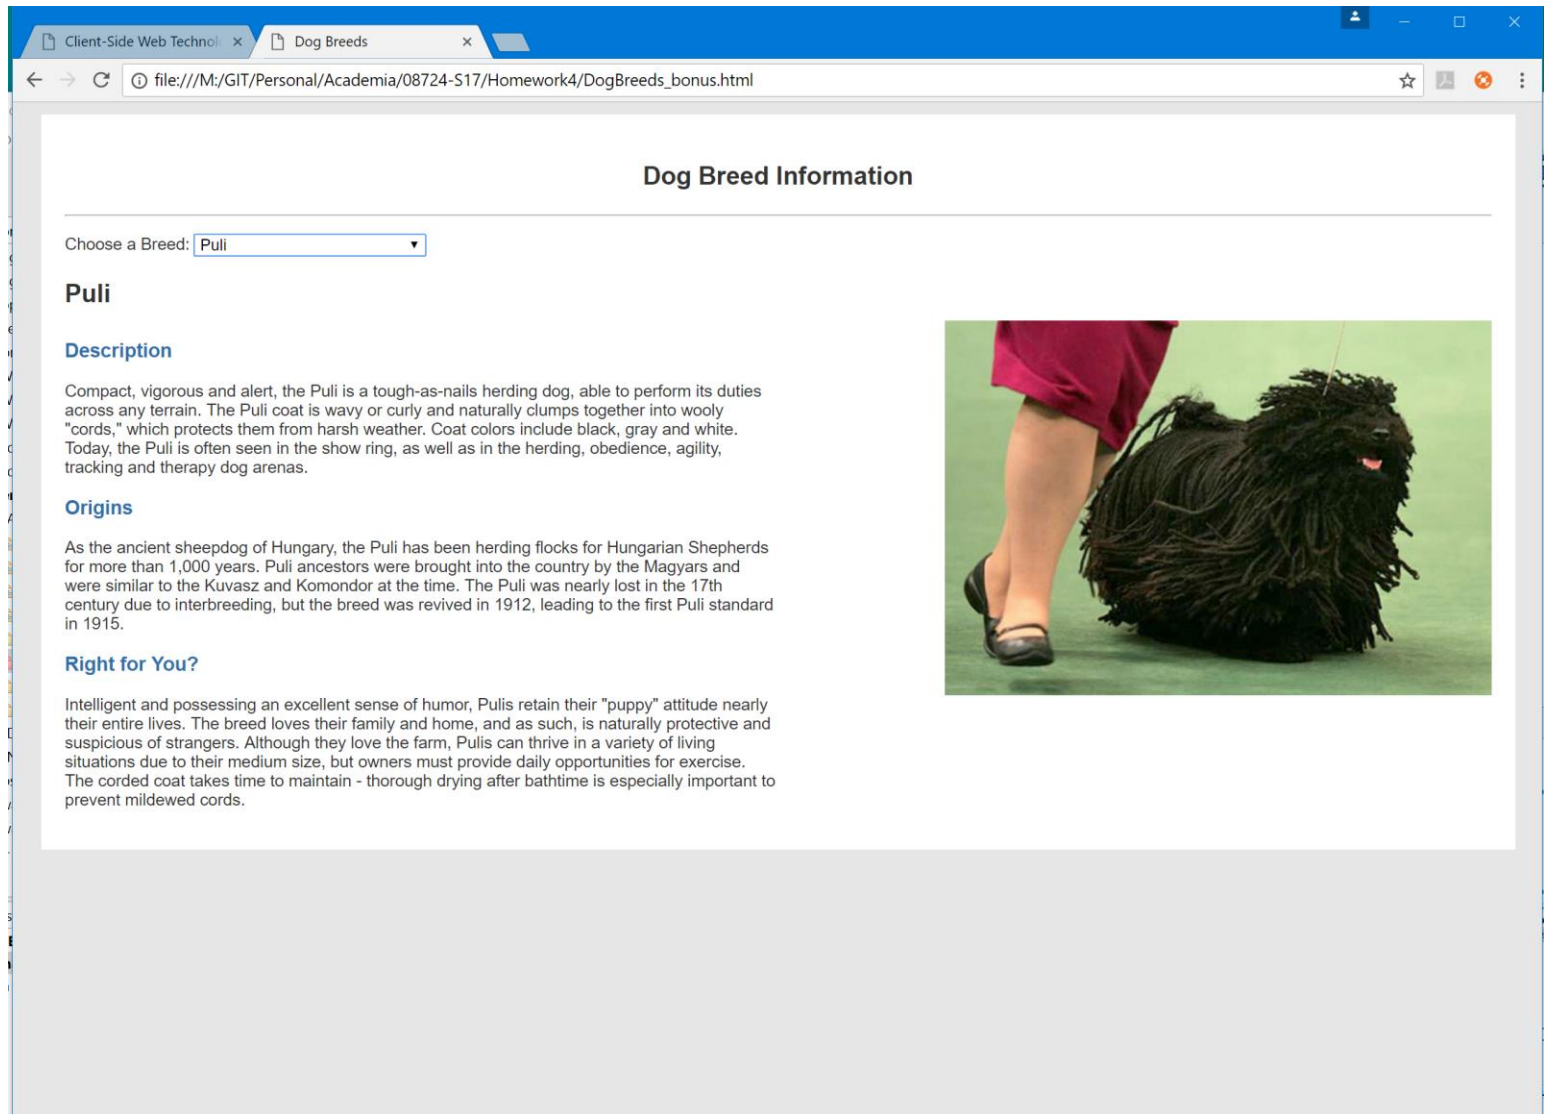 Client-Side Web Technol
Dog Breeds
file:///M:/GIT/Personal/Academia/08724-S17/Homework4/DogBreeds_bonus.html
Dog Breed Information
Choose a Breed: Puli
Puli
Description
Compact, vigorous and alert, the Puli is a tough-as-nails herding dog, able to perform its duties
across any terrain. The Puli coat is wavy or curly and naturally clumps together into wooly
"cords," which protects them from harsh weather. Coat colors include black, gray and white.
Today, the Puli is often seen in the show ring, as well as in the herding, obedience, agility,
tracking and therapy dog arenas.
Origins
As the ancient sheepdog of Hungary, the Puli has been herding flocks for Hungarian Shepherds
for more than 1,000 years. Puli ancestors were brought into the country by the Magyars and
were similar to the Kuvasz and Komondor at the time. The Puli was nearly lost in the 17th
century due to interbreeding, but the breed was revived in 1912, leading to the first Puli standard
in 1915.
Right for You?
Intelligent and possessing an excellent sense of humor, Pulis retain their "puppy" attitude nearly
their entire lives. The breed loves their family and home, and as such, is naturally protective and
suspicious of strangers. Although they love the farm, Pulis can thrive in a variety of living
situations due to their medium size, but owners must provide daily opportunities for exercise.
The corded coat takes time to maintain - thorough drying after bathtime is especially important to
prevent mildewed cords.